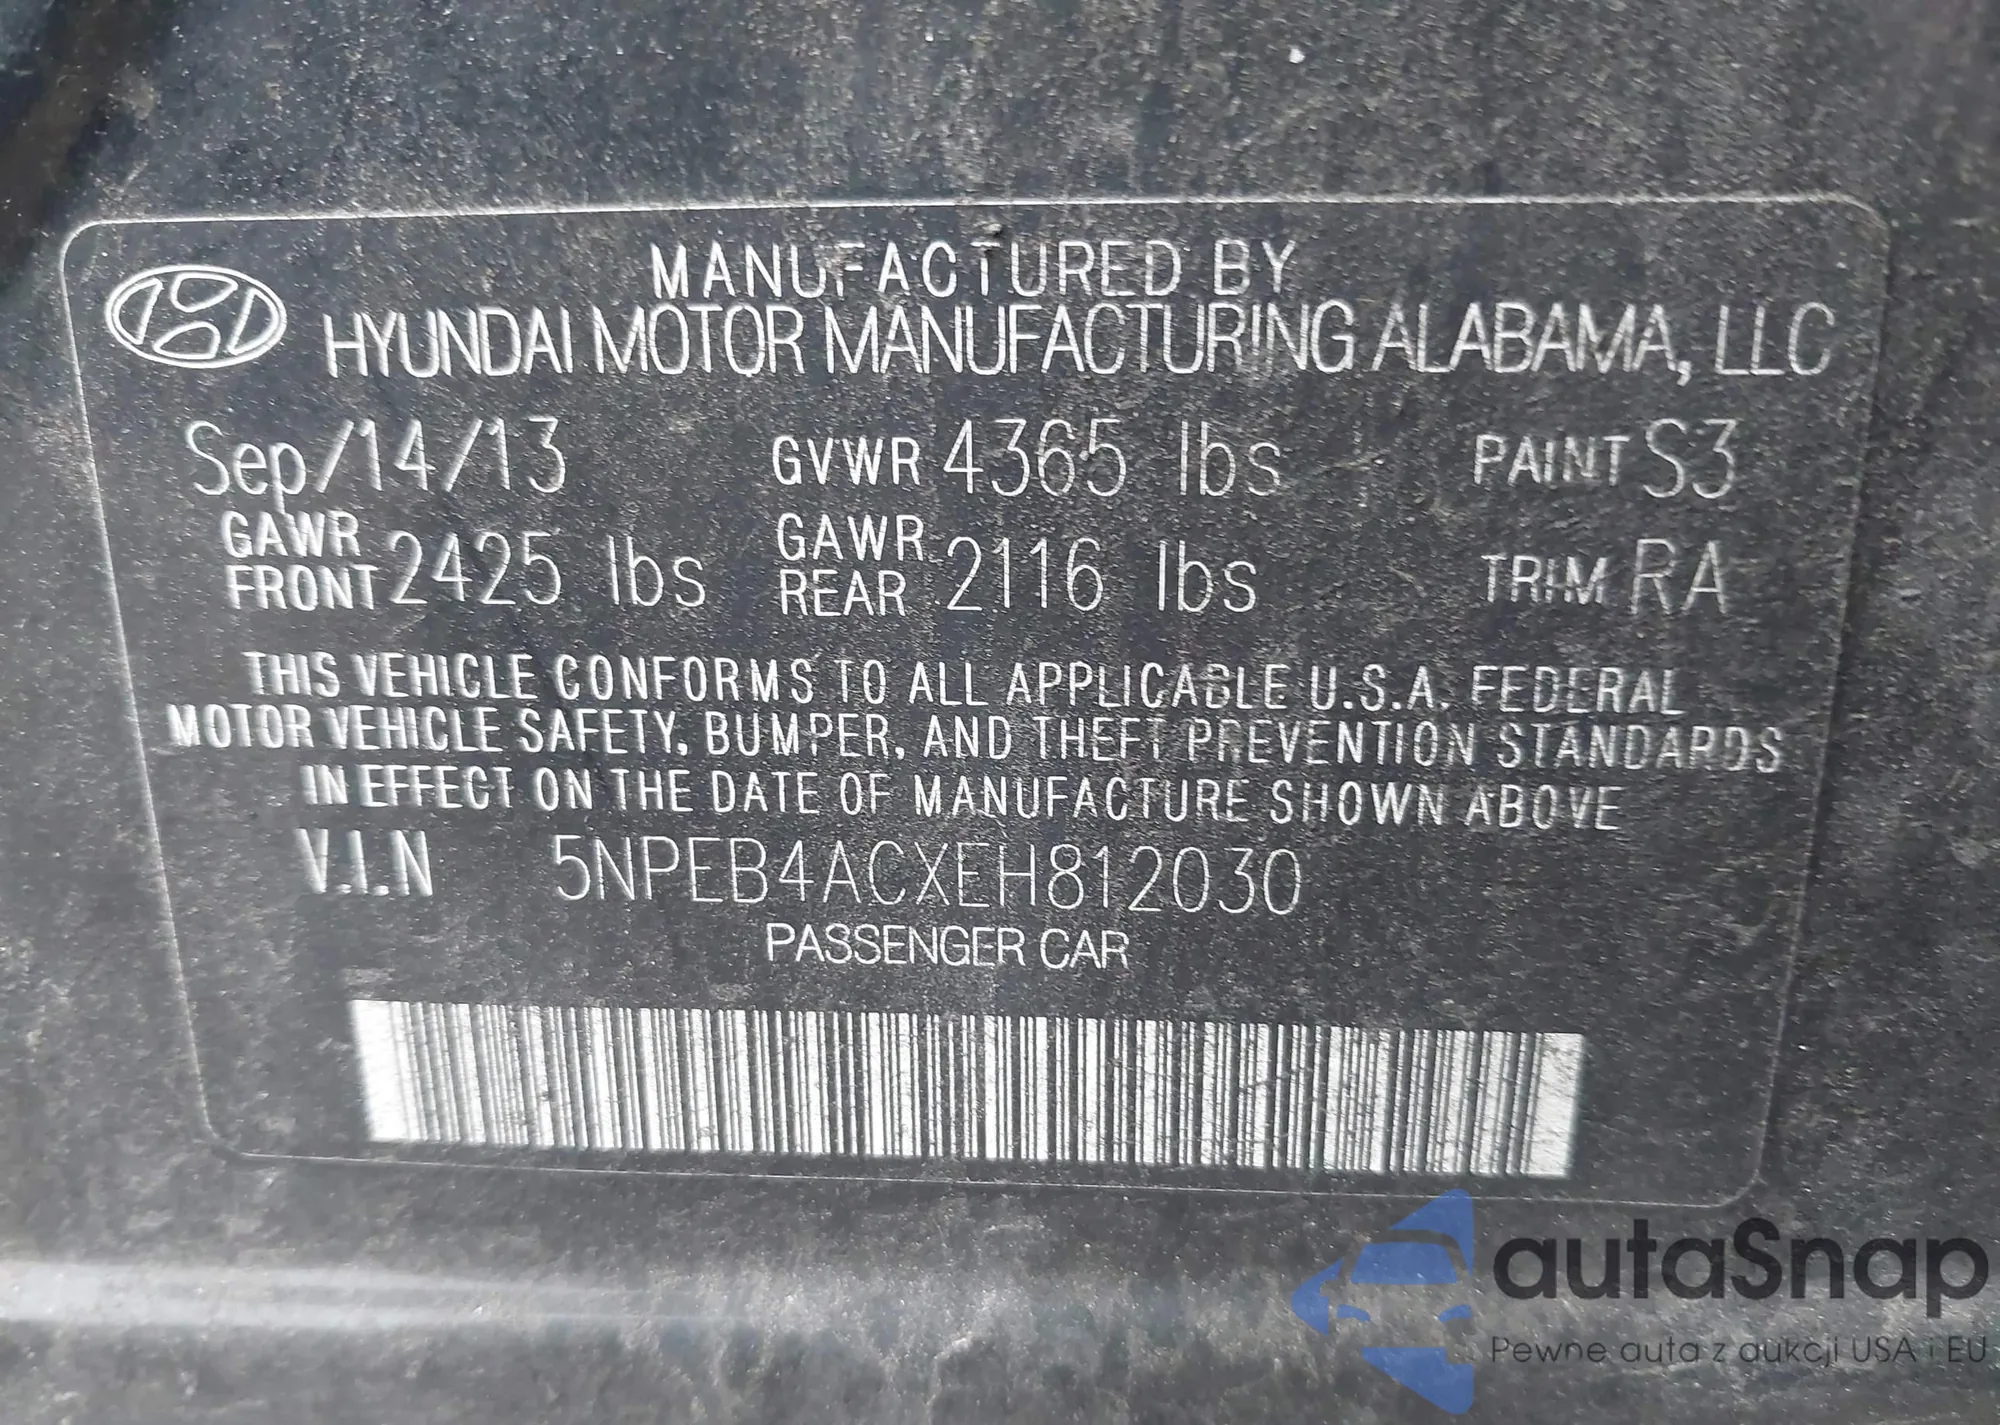 MANUFACTURED BY
HYUNDAI MOTOR MANUFACTURING ALABAMA, LLC
Sep/14/13 GVWR 4365 lbs PAINT S3
GAWR FRONT 2425 lbs GAWR REAR 2116 lbs TRIM RA
THIS VEHICLE CONFORMS TO ALL APPLICABLE U.S.A. FEDERAL
MOTOR VEHICLE SAFETY, BUMPER, AND THEFT PREVENTION STANDARDS
IN EFFECT ON THE DATE OF MANUFACTURE SHOWN ABOVE
V.I.N 5NPEB4ACXEH812030
PASSENGER CAR
autaSnap
Pewne auta z aukcji USA i EU